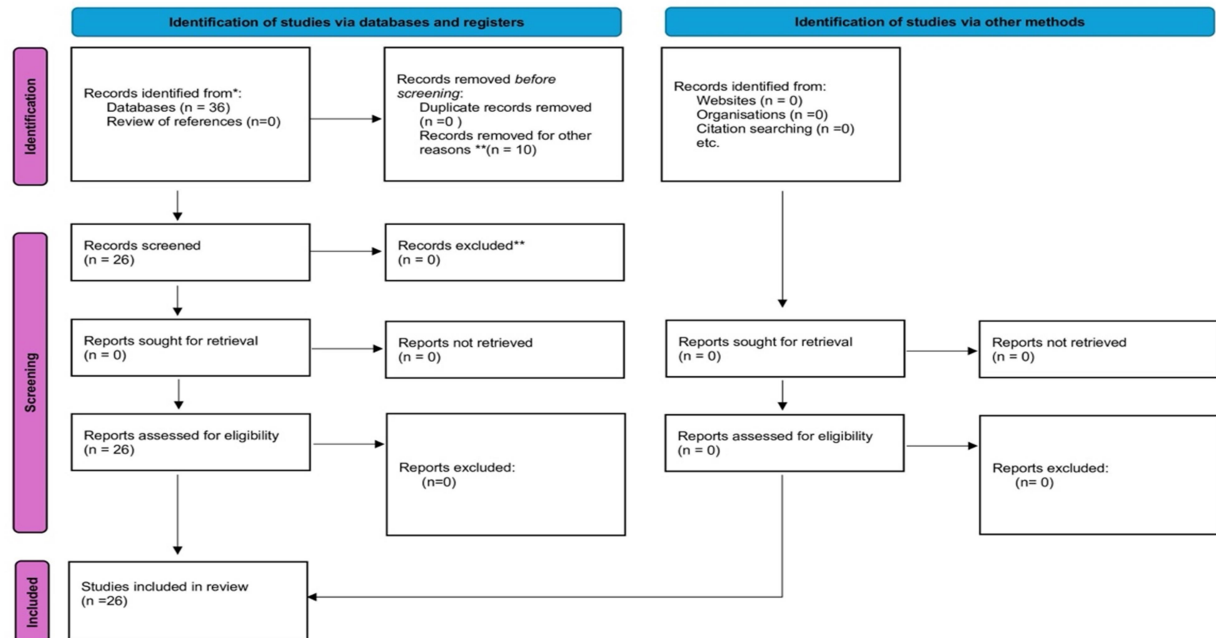 Identification of studies via databases and registers
Identification of studies via other methods
Identification
Records identified from*:
Databases (n = 36)
Review of references (n=0)
Records removed before
screening:
Duplicate records removed
(n =0 )
Records removed for other
reasons **(n = 10)
Records identified from:
Websites (n = 0)
Organisations (n =0)
Citation searching (n =0)
etc.
Screening
Records screened
(n = 26)
Records excluded**
(n = 0)
Reports sought for retrieval
(n = 0)
Reports not retrieved
(n = 0)
Reports sought for retrieval
(n = 0)
Reports not retrieved
(n = 0)
Reports assessed for eligibility
(n = 26)
Reports excluded:
(n=0)
Reports assessed for eligibility
(n = 0)
Reports excluded:
(n= 0)
Included
Studies included in review
(n =26)